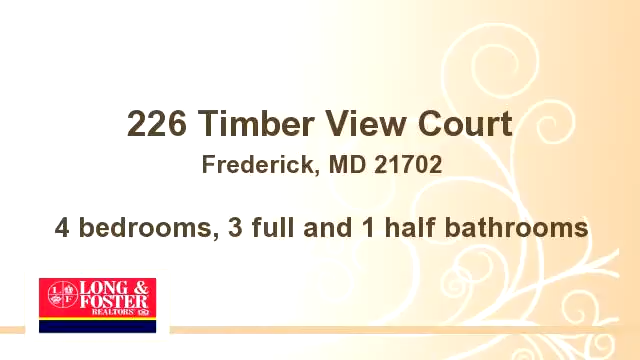 226 Timber View Court
Frederick, MD 21702
4 bedrooms, 3 full and 1 half bathrooms
LONG &
FOSTER
REALTORS